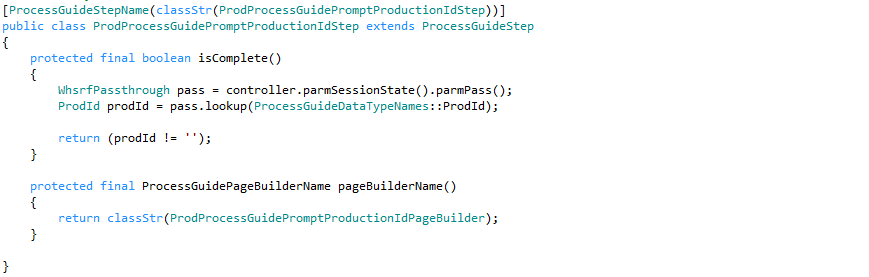 [ProcessGuideStepName(classStr(ProdProcessGuidePromptProductionIdStep))]
public class ProdProcessGuidePromptProductionIdStep extends ProcessGuideStep
{
    protected final boolean isComplete()
    {
        WhsrfPassthrough pass = controller.parmSessionState().parmPass();
        ProdId prodId = pass.lookup(ProcessGuideDataTypeNames::ProdId);

        return (prodId != '');
    }

    protected final ProcessGuidePageBuilderName pageBuilderName()
    {
        return classStr(ProdProcessGuidePromptProductionIdPageBuilder);
    }

}